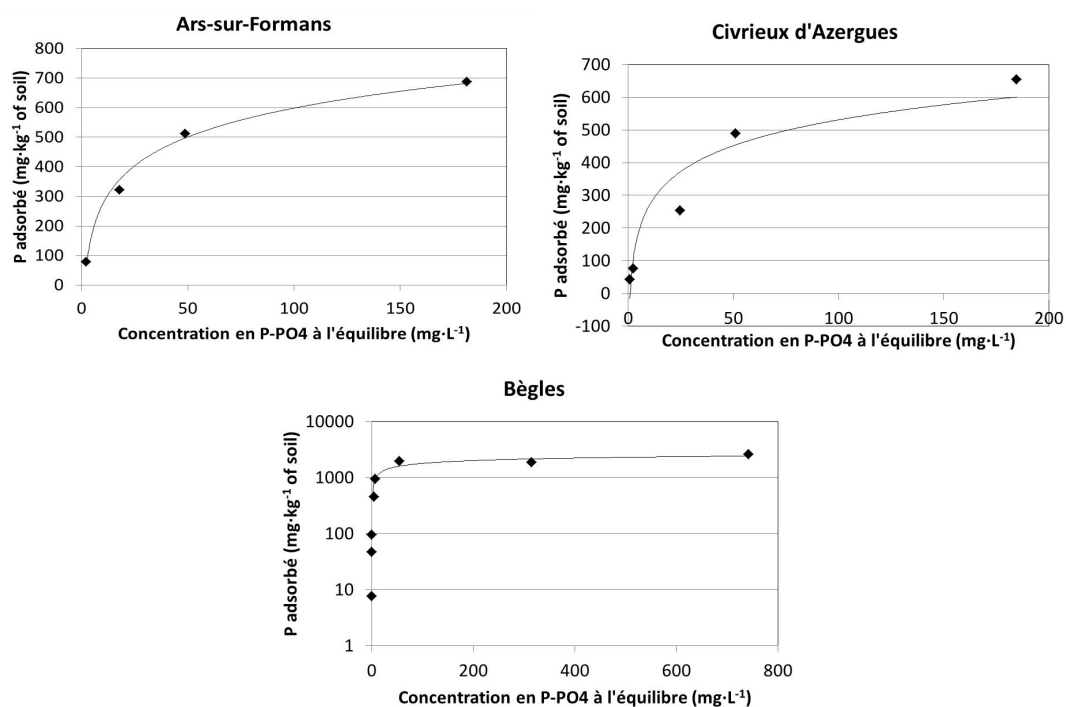 Ars-sur-Formans
P adsorbé (mg·kg⁻¹ of soil)
800
700
600
500
400
300
200
100
0
0 50 100 150 200
Concentration en P-PO4 à l'équilibre (mg·L⁻¹)
Civrieux d'Azergues
P adsorbé (mg·kg⁻¹ of soil)
700
600
500
400
300
200
100
0
-100
0 50 100 150 200
Concentration en P-PO4 à l'équilibre (mg·L⁻¹)
Bègles
P adsorbé (mg·kg⁻¹ of soil)
10000
1000
100
10
1
0 200 400 600 800
Concentration en P-PO4 à l'équilibre (mg·L⁻¹)